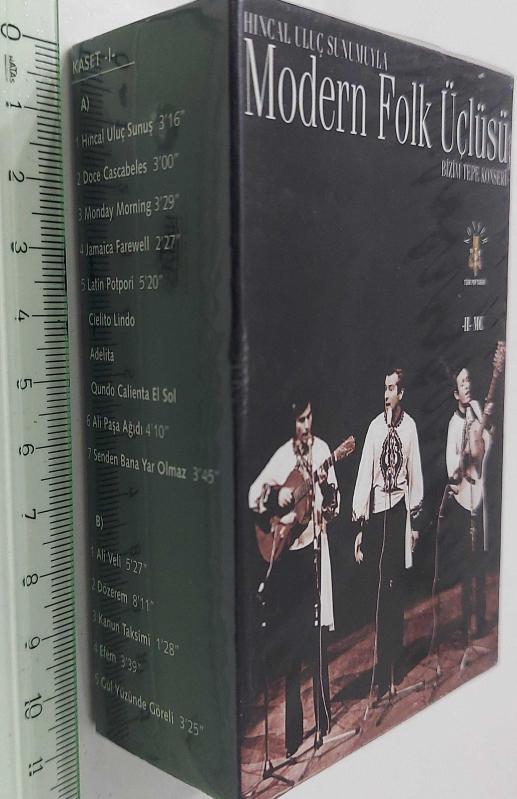 0
HATAŞ
1
2
3
4
5
6
7
8
9
10
11
KASET -I-
A)
1 Hıncal Uluç Sunuş 3'16"
2 Doce Cascabeles 3'00"
3 Monday Morning 3'29"
4 Jamaica Farewell 2'27"
5 Latin Potpori 5'20"
Cielito Lindo
Adelita
Qundo Calienta El Sol
6 Ali Paşa Ağıdı 4'10"
7 Senden Bana Yar Olmaz 3'45"
B)
1 Ali Veli 5'27"
2 Dözerem 8'11"
3 Kanun Taksimi 1'28"
4 Efem 3'39"
5 Gül Yüzünde Göreli 3'25"
HINCAL ULUÇ SUNUMUYLA
Modern Folk Üçlüsü
BİZİM TEPE KONSERİ
-II- MC